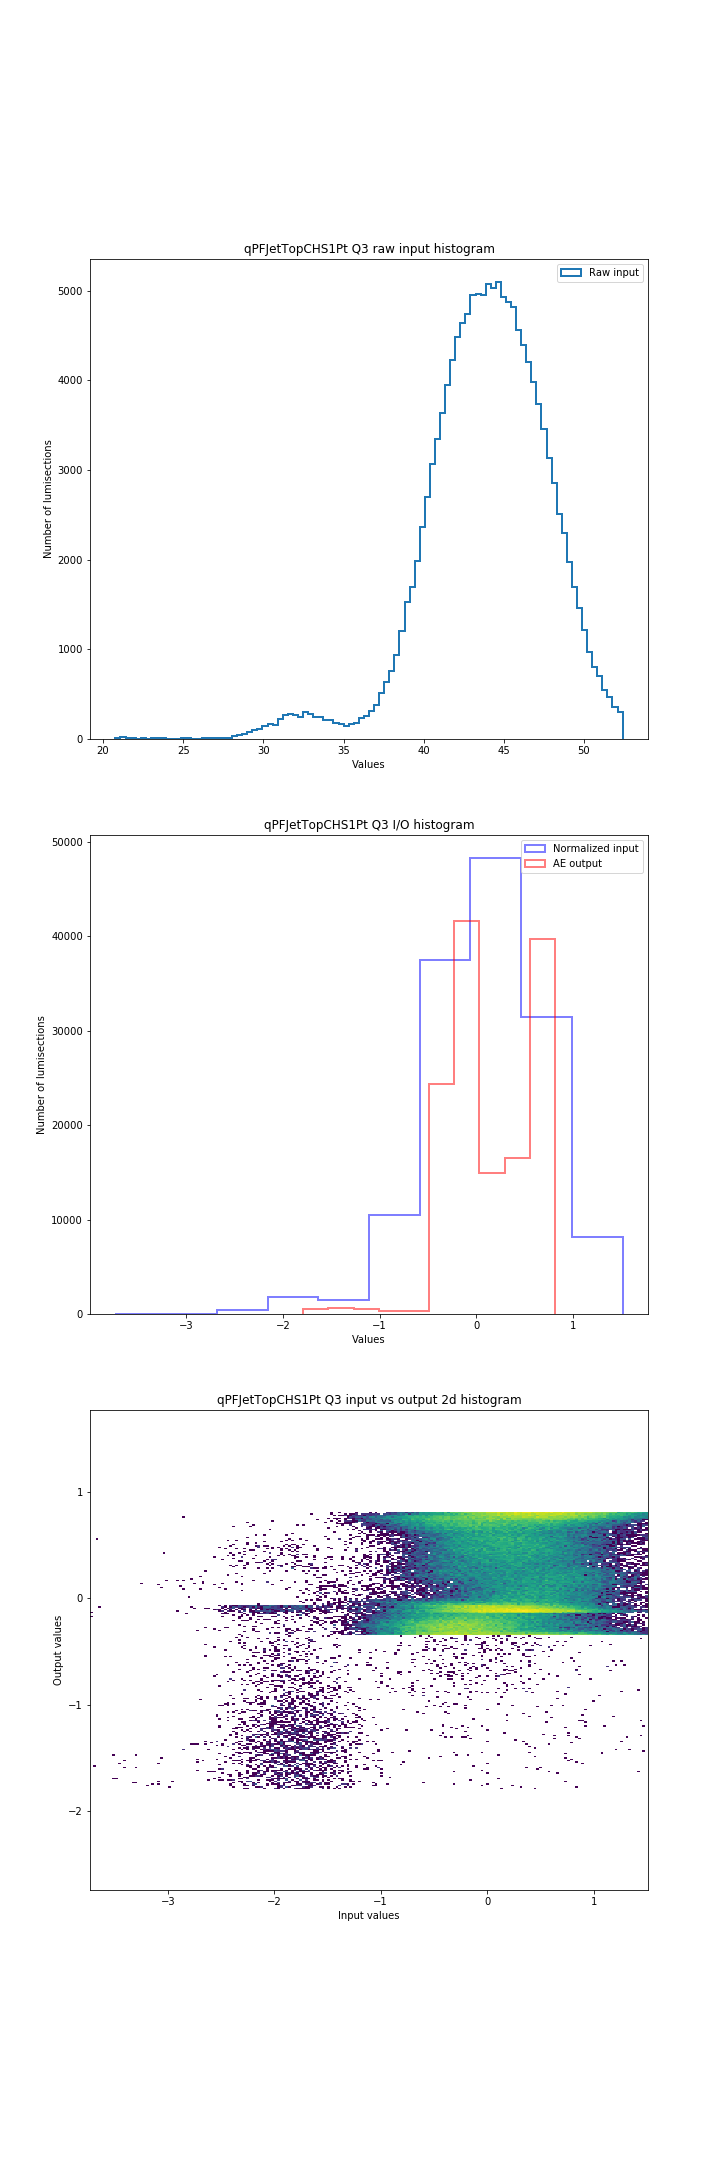 qPFJetTopCHS1Pt Q3 raw input histogram
Raw input
5000
4000
3000
2000
1000
0
Number of lumisections
20 25 30 35 40 45 50
Values
qPFJetTopCHS1Pt Q3 I/O histogram
Normalized input
AE output
50000
40000
30000
20000
10000
0
Number of lumisections
−3 −2 −1 0 1
Values
qPFJetTopCHS1Pt Q3 input vs output 2d histogram
1
0
−1
−2
Output values
−3 −2 −1 0 1
Input values